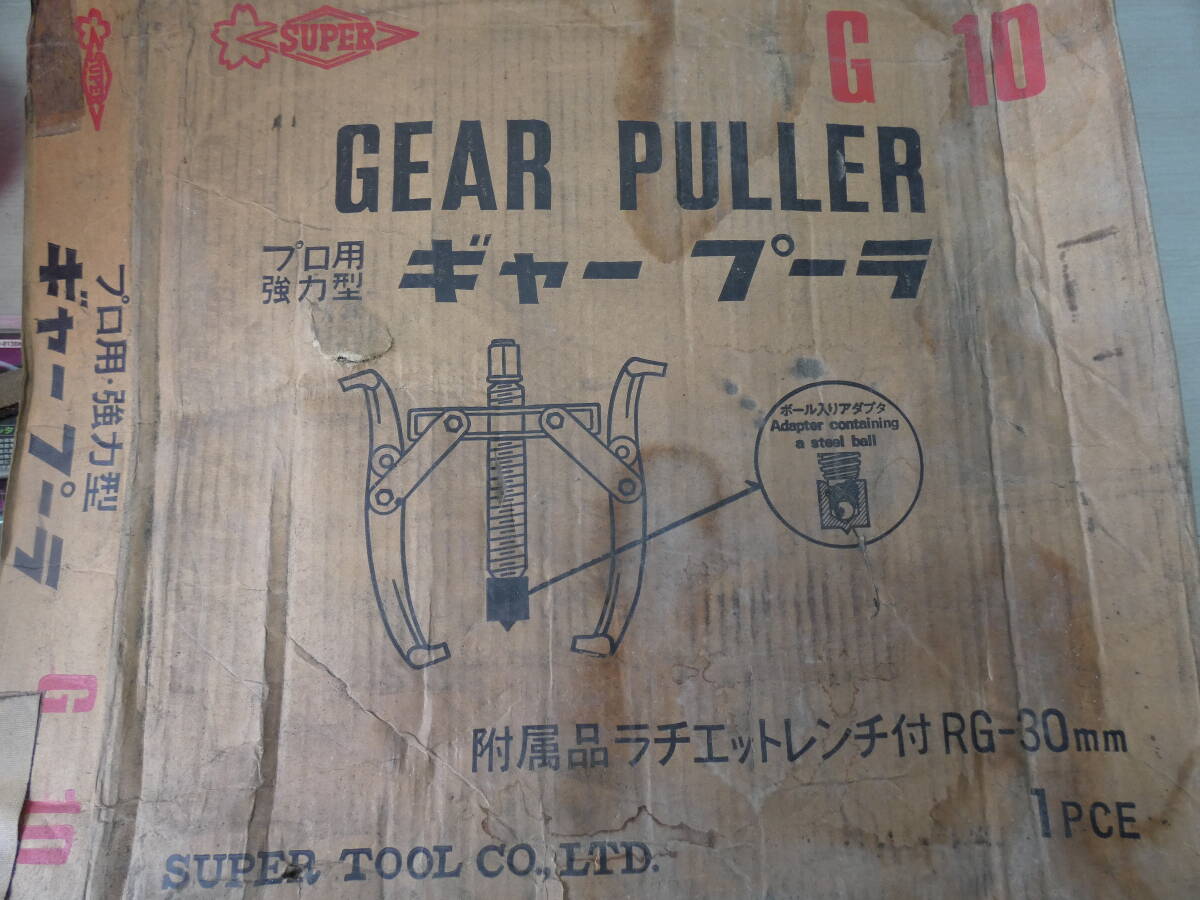 SUPER
G 10
GEAR PULLER
プロ用
強力型
ギャープーラ
ボール入りアダプタ
Adapter containing
a steel ball
附属品ラチエットレンチ付RG-30mm
1PCE
SUPER TOOL CO.,LTD.
SUPER
プロ用・強力型
ギャープーラ
G 10